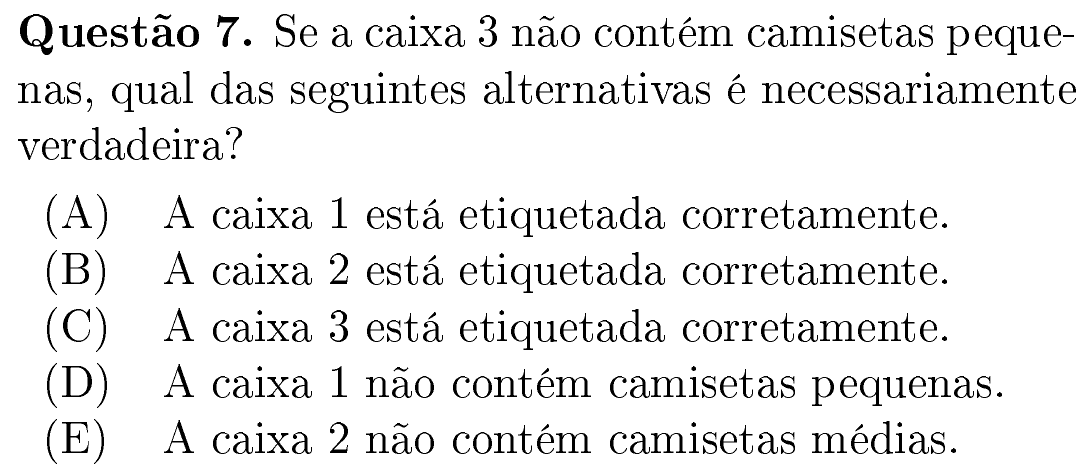 Questão 7. Se a caixa 3 não contém camisetas peque-
nas, qual das seguintes alternativas é necessariamente
verdadeira?
(A) A caixa 1 está etiquetada corretamente.
(B) A caixa 2 está etiquetada corretamente.
(C) A caixa 3 está etiquetada corretamente.
(D) A caixa 1 não contém camisetas pequenas.
(E) A caixa 2 não contém camisetas médias.